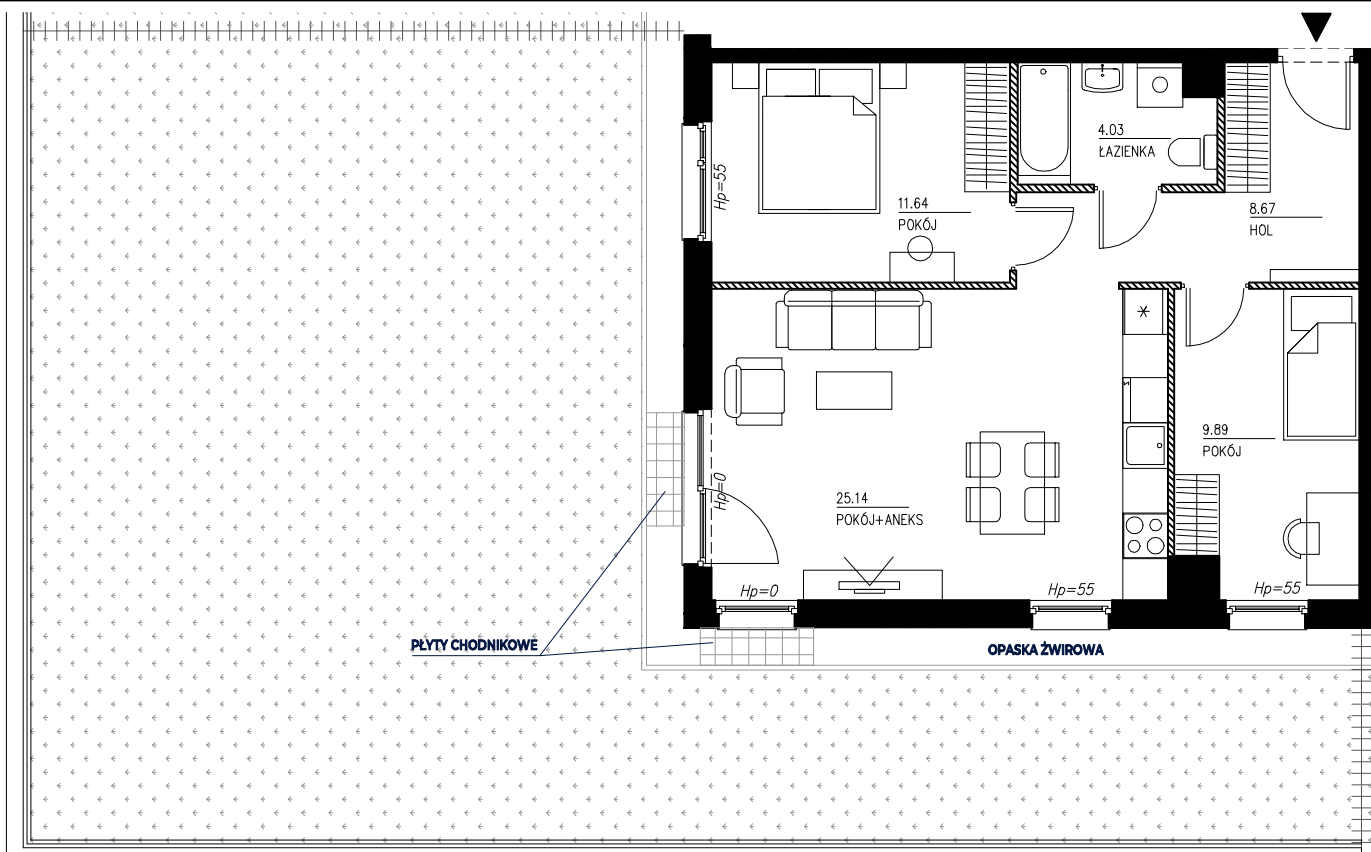 4.03
ŁAZIENKA
Hp=55
11.64
POKÓJ
8.67
HOL
9.89
POKÓJ
Hp=0
25.14
POKÓJ+ANEKS
Hp=0
Hp=55
Hp=55
PŁYTY CHODNIKOWE
OPASKA ŻWIROWA